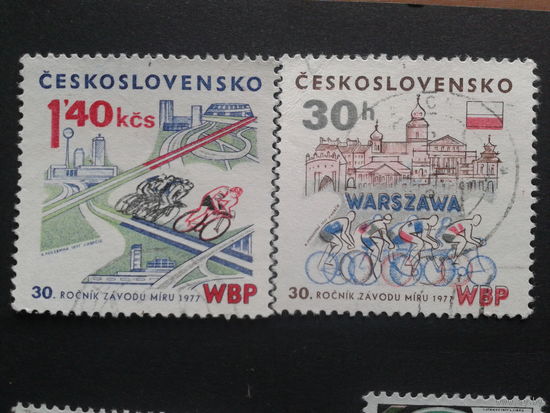 ČESKOSLOVENSKO
1'40 kčs
30. ROČNÍK ZÁVODU MÍRU 1977 WBP
ČESKOSLOVENSKO
30h
WARSZAWA
30. ROČNÍK ZÁVODU MÍRU 1977 WBP